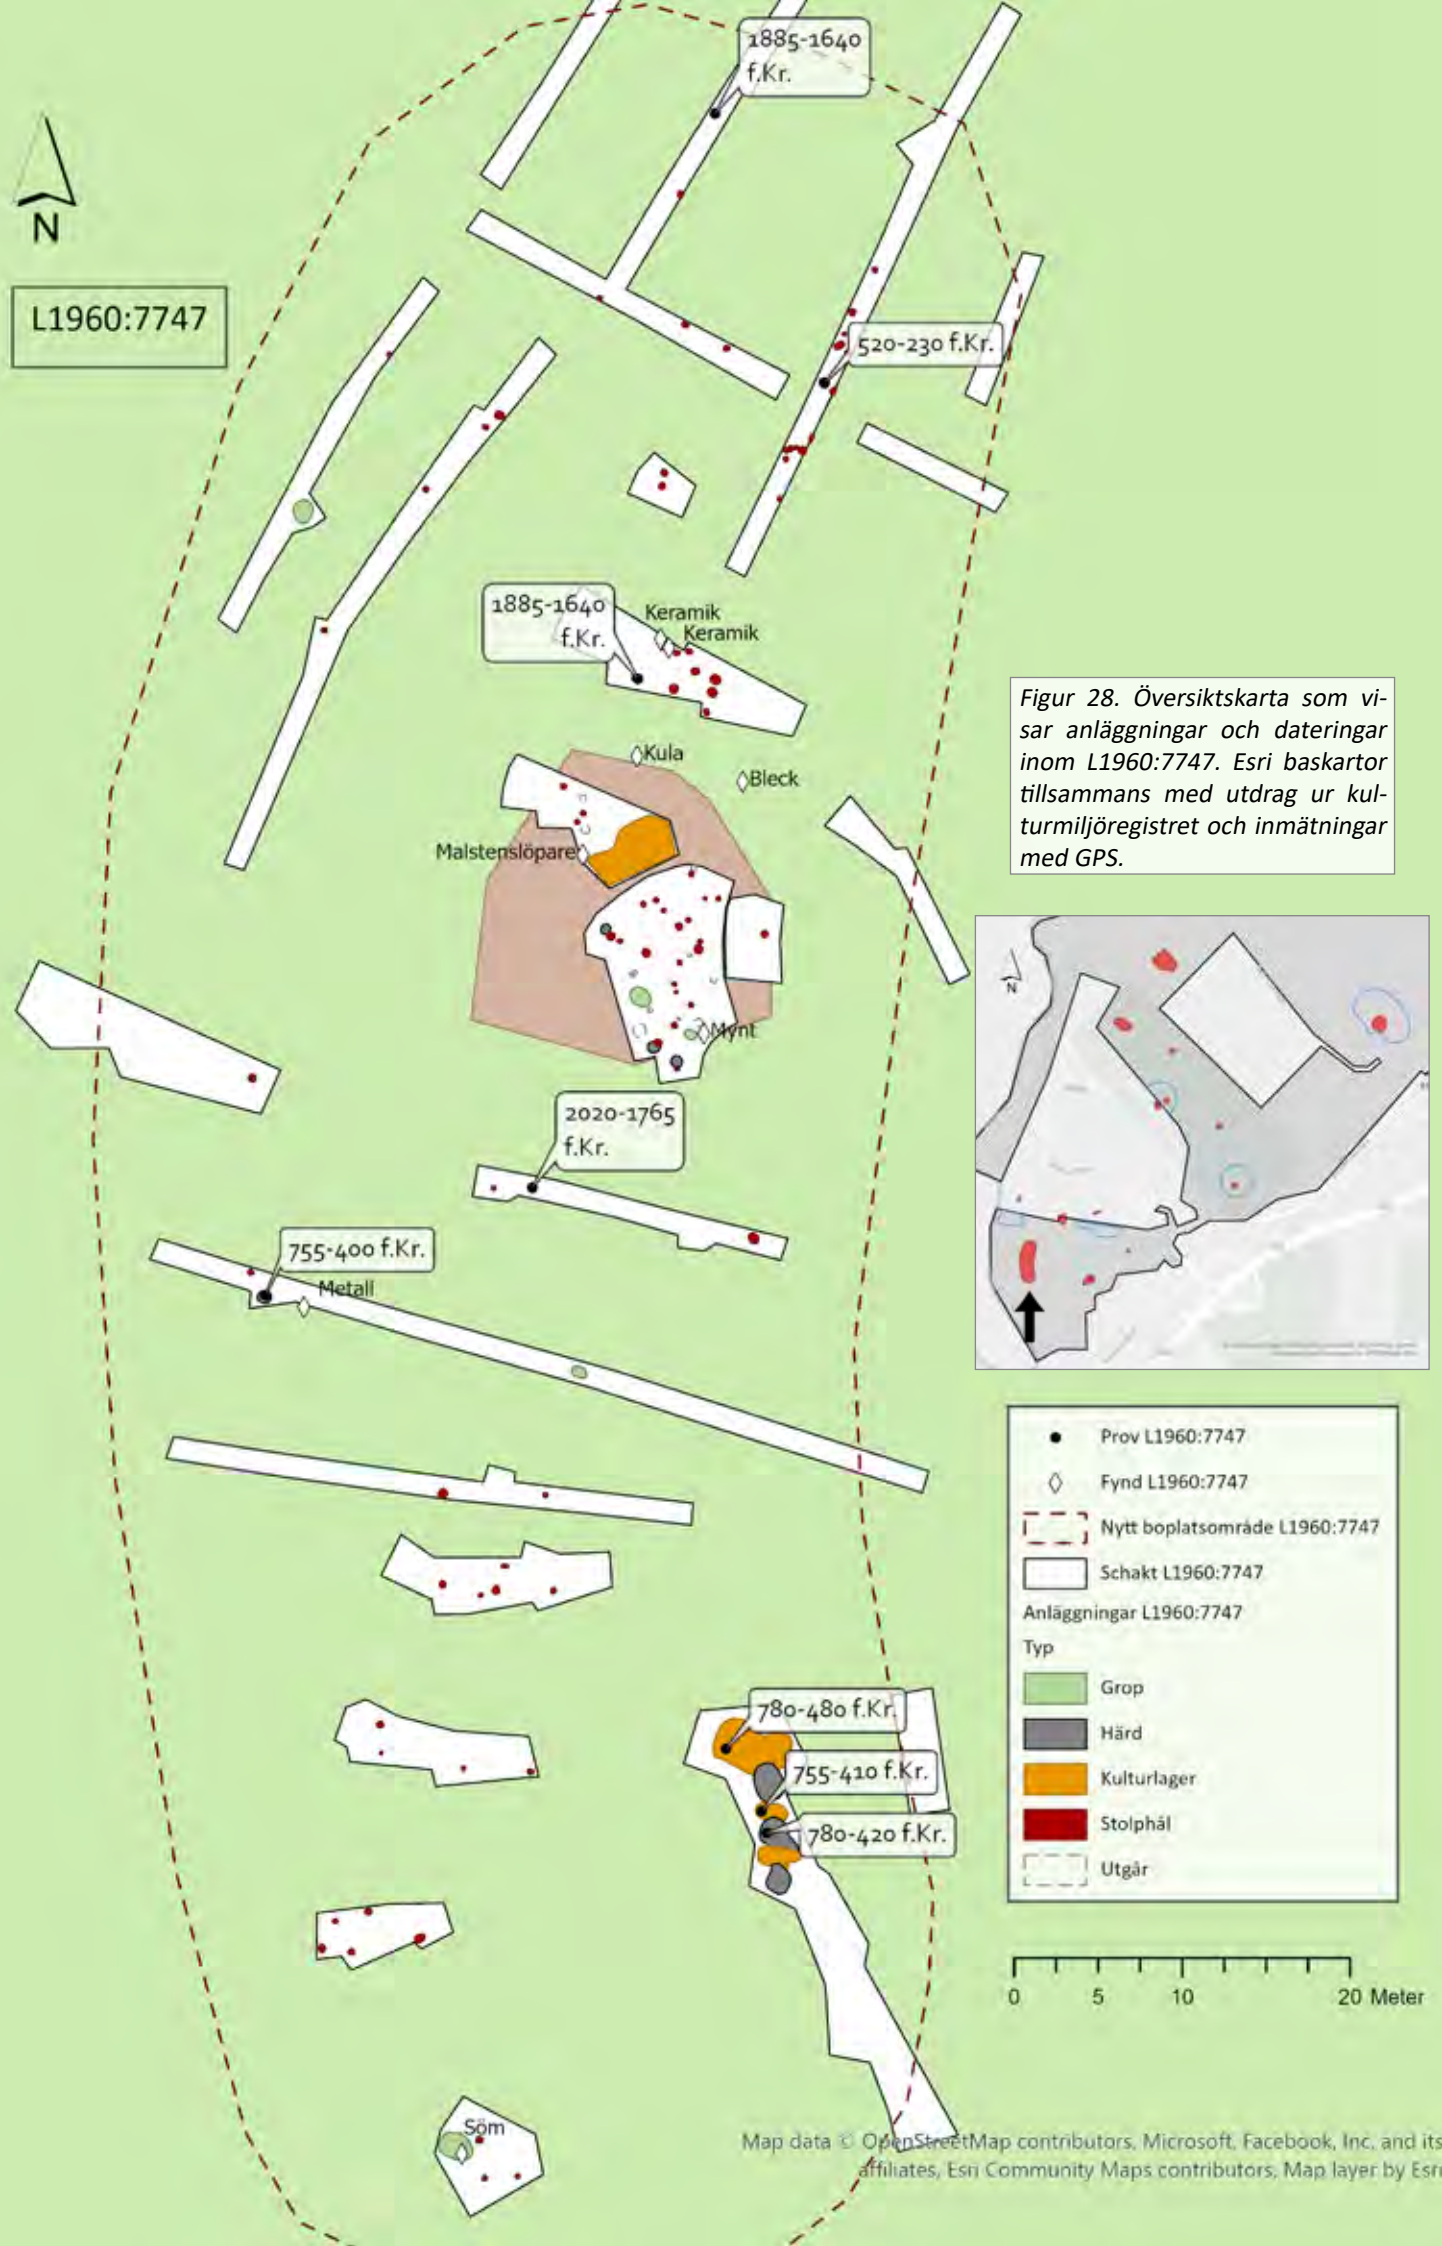 1885-1640
f.Kr.
N
L1960:7747
520-230 f.Kr.
1885-1640
f.Kr.
Keramik
Keramik
Kula
Bleck
Malstenslöpare
Mynt
Figur 28. Översiktskarta som vi-
sar anläggningar och dateringar
inom L1960:7747. Esri baskartor
tillsammans med utdrag ur kul-
turmiljöregistret och inmätningar
med GPS.
N
2020-1765
f.Kr.
755-400 f.Kr.
Metall
Prov L1960:7747
Fynd L1960:7747
Nytt boplatsområde L1960:7747
Schakt L1960:7747
Anläggningar L1960:7747
Typ
Grop
Härd
Kulturlager
Stolphål
Utgår
780-480 f.Kr.
755-410 f.Kr.
780-420 f.Kr.
0 5 10 20 Meter
Söm
Map data © OpenStreetMap contributors, Microsoft, Facebook, Inc. and its
affiliates, Esri Community Maps contributors, Map layer by Esri